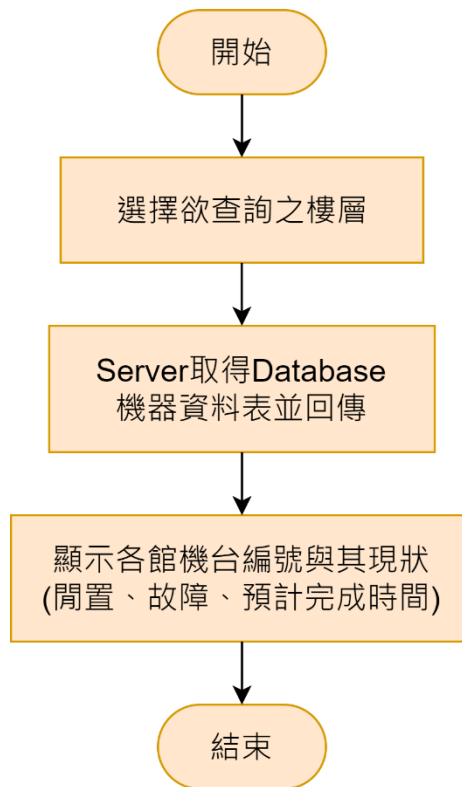 開始
選擇欲查詢之樓層
Server取得Database
機器資料表並回傳
顯示各館機台編號與其現狀
(閒置、故障、預計完成時間)
結束